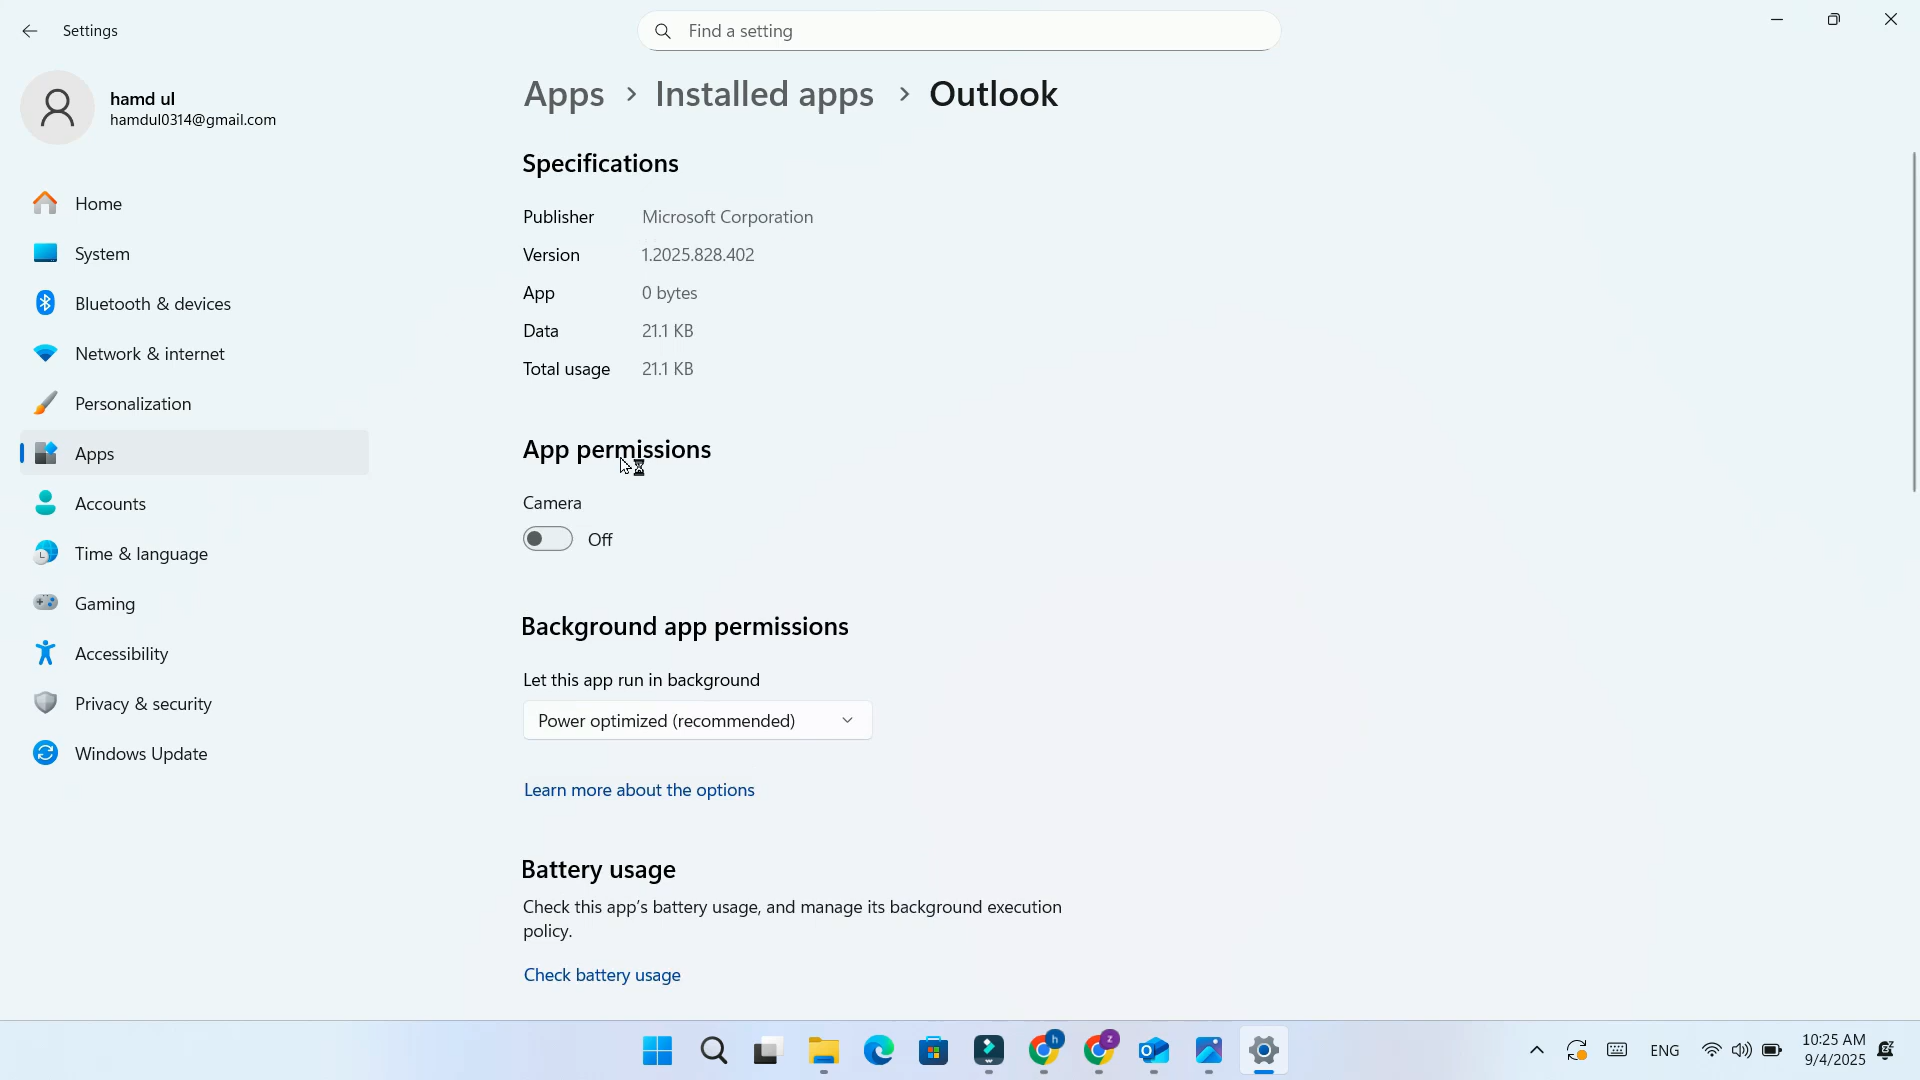 Settings
Find a setting
hamd ul
hamdul0314@gmail.com
Home
System
Bluetooth & devices
Network & internet
Personalization
Apps
Accounts
Time & language
Gaming
Accessibility
Privacy & security
Windows Update
Apps > Installed apps > Outlook
Specifications
Publisher Microsoft Corporation
Version 1.2025.828.402
App 0 bytes
Data 21.1 KB
Total usage 21.1 KB
App permissions
Camera
Off
Background app permissions
Let this app run in background
Power optimized (recommended)
Learn more about the options
Battery usage
Check this app's battery usage, and manage its background execution
policy.
Check battery usage
h
z
ENG
10:25 AM
9/4/2025